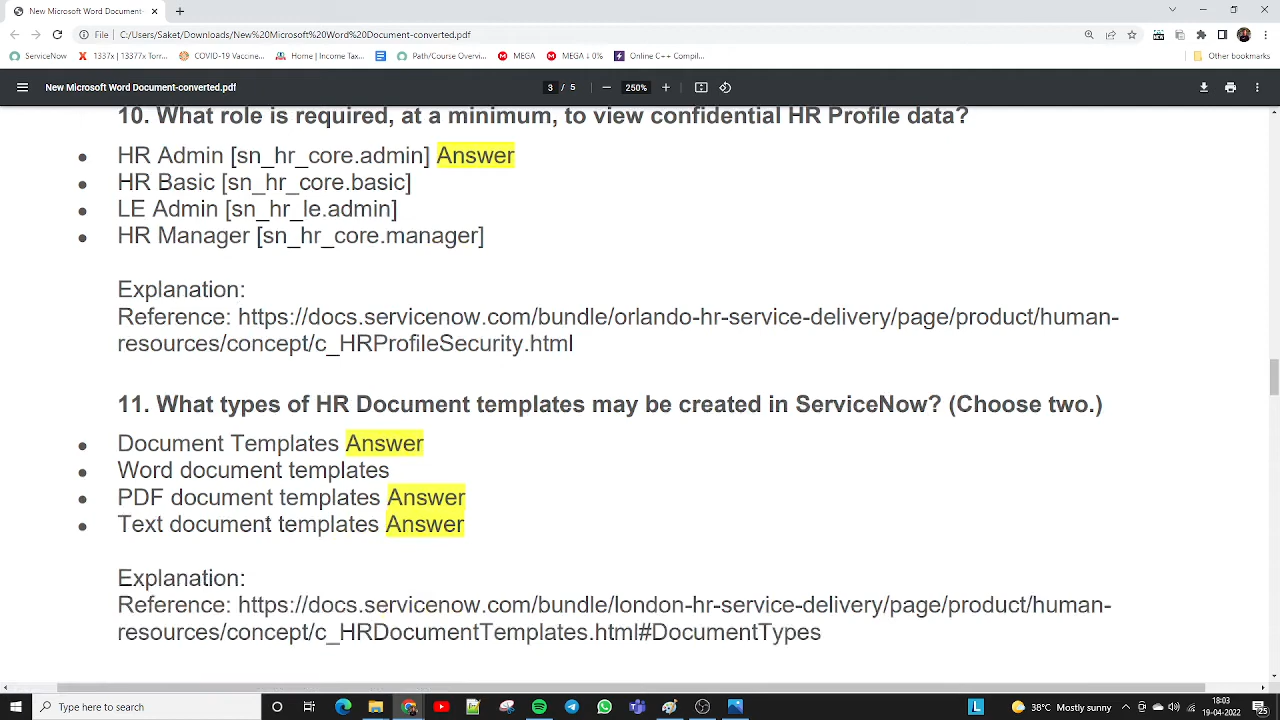 New Microsoft Word Document-
File
C:/Users/Saket/Downloads/New%20Microsoft%20Word%20Document-converted.pdf
ServiceNow
1337x | 13377x Torr...
COVID-19 Vaccine...
Home | Income Tax...
Path/Course Overvi...
MEGA
MEGA ↓0%
Online C++ Compil...
Other bookmarks
New Microsoft Word Document-converted.pdf
3 / 5
250%
10. What role is required, at a minimum, to view confidential HR Profile data?
HR Admin [sn_hr_core.admin] Answer
HR Basic [sn_hr_core.basic]
LE Admin [sn_hr_le.admin]
HR Manager [sn_hr_core.manager]
Explanation:
Reference: https://docs.servicenow.com/bundle/orlando-hr-service-delivery/page/product/human-
resources/concept/c_HRProfileSecurity.html
11. What types of HR Document templates may be created in ServiceNow? (Choose two.)
Document Templates Answer
Word document templates
PDF document templates Answer
Text document templates Answer
Explanation:
Reference: https://docs.servicenow.com/bundle/london-hr-service-delivery/page/product/human-
resources/concept/c_HRDocumentTemplates.html#DocumentTypes
Type here to search
L
38°C Mostly sunny
18:03
19-04-2022